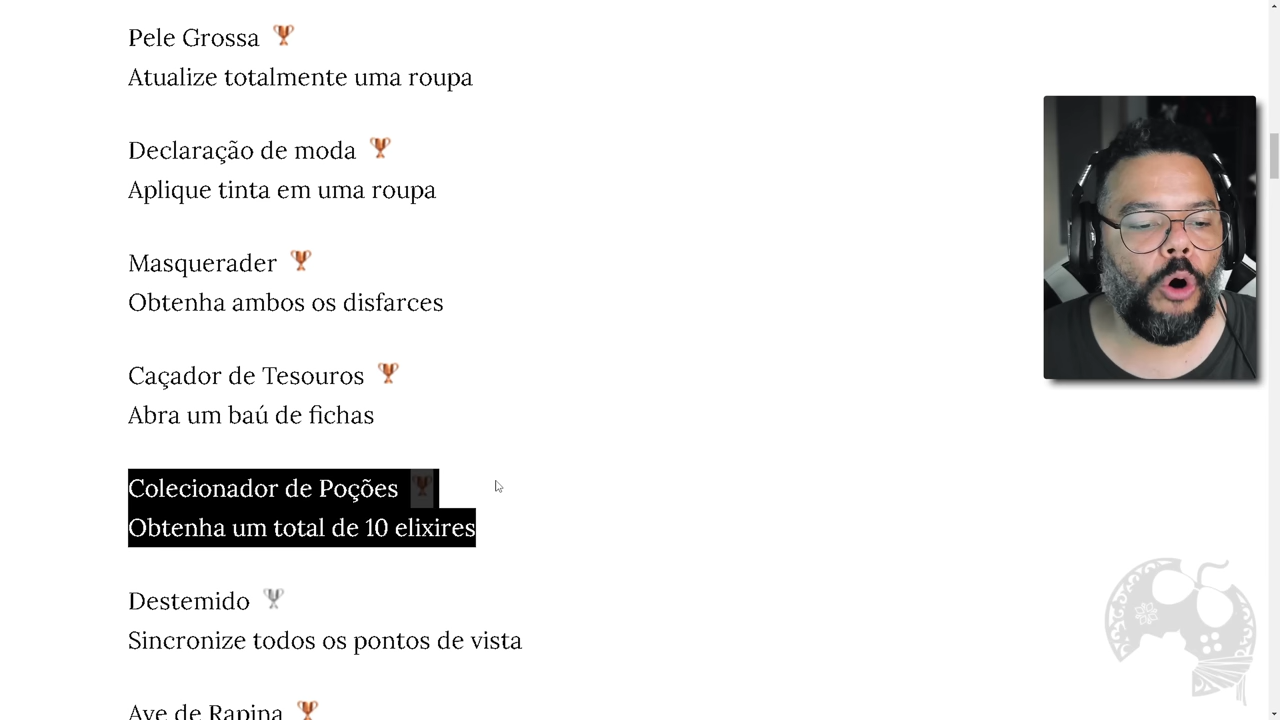 Pele Grossa
Atualize totalmente uma roupa
Declaração de moda
Aplique tinta em uma roupa
Masquerader
Obtenha ambos os disfarces
Caçador de Tesouros
Abra um baú de fichas
Colecionador de Poções
Obtenha um total de 10 elixires
Destemido
Sincronize todos os pontos de vista
Ave de Rapina